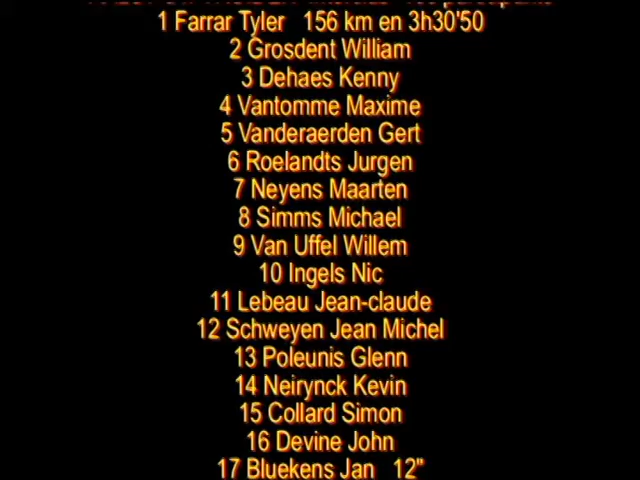 1 Farrar Tyler 156 km en 3h30'50
2 Grosdent William
3 Dehaes Kenny
4 Vantomme Maxime
5 Vanderaerden Gert
6 Roelandts Jurgen
7 Neyens Maarten
8 Simms Michael
9 Van Uffel Willem
10 Ingels Nic
11 Lebeau Jean-claude
12 Schweyen Jean Michel
13 Poleunis Glenn
14 Neirynck Kevin
15 Collard Simon
16 Devine John
17 Bluekens Jan 12"